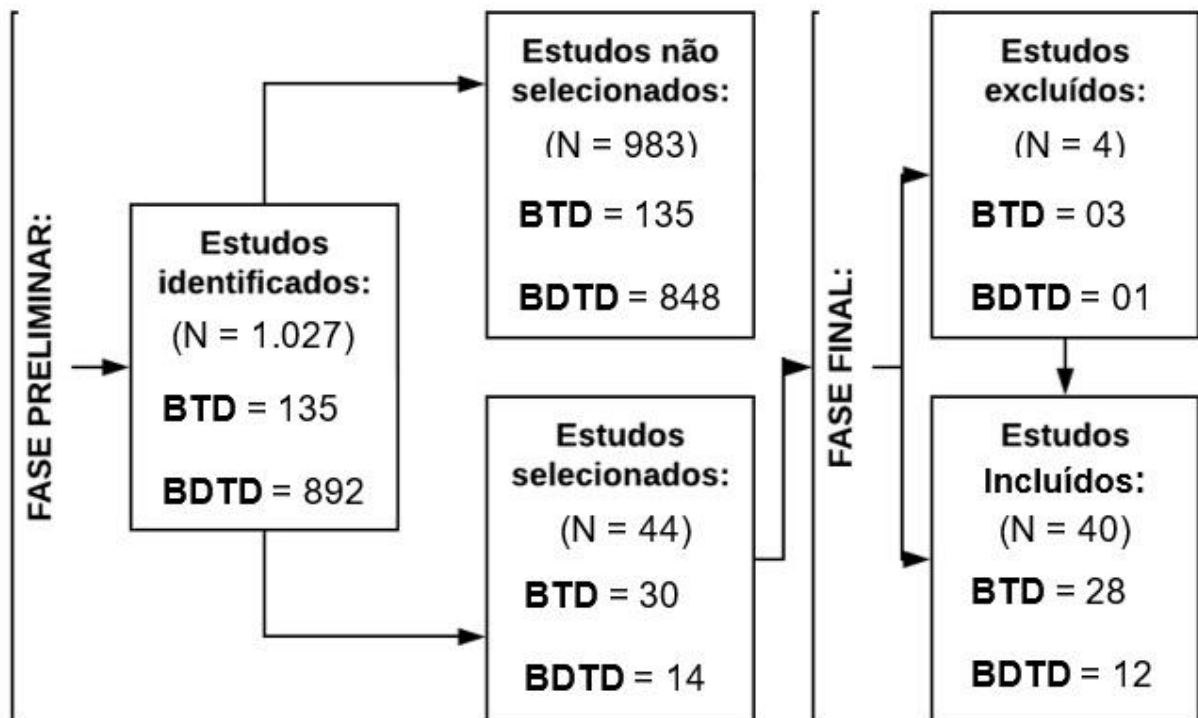 FASE PRELIMINAR:
Estudos
identificados:
(N = 1.027)
BTD = 135
BDTD = 892
Estudos não
selecionados:
(N = 983)
BTD = 135
BDTD = 848
Estudos
selecionados:
(N = 44)
BTD = 30
BDTD = 14
FASE FINAL:
Estudos
excluídos:
(N = 4)
BTD = 03
BDTD = 01
Estudos
Incluídos:
(N = 40)
BTD = 28
BDTD = 12